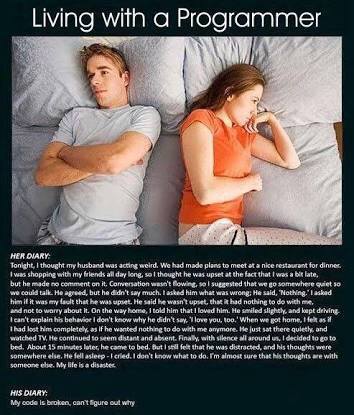 Living with a Programmer
HER DIARY:
Tonight, I thought my husband was acting weird. We had made plans to meet at a nice restaurant for dinner.
I was shopping with my friends all day long, so I thought he was upset at the fact that I was a bit late,
but he made no comment on it. Conversation wasn't flowing, so I suggested that we go somewhere quiet so
we could talk. He agreed, but he didn't say much. I asked him what was wrong; He said, 'Nothing.' I asked
him if it was my fault that he was upset. He said he wasn't upset, that it had nothing to do with me,
and not to worry about it. On the way home, I told him that I loved him. He smiled slightly, and kept driving.
I can't explain his behavior I don't know why he didn't say, 'I love you, too.' When we got home, I felt as if
I had lost him completely, as if he wanted nothing to do with me anymore. He just sat there quietly, and
watched TV. He continued to seem distant and absent. Finally, with silence all around us, I decided to go to
bed. About 15 minutes later, he came to bed. But I still felt that he was distracted, and his thoughts were
somewhere else. He fell asleep - I cried. I don't know what to do. I'm almost sure that his thoughts are with
someone else. My life is a disaster.
HIS DIARY:
My code is broken, can't figure out why